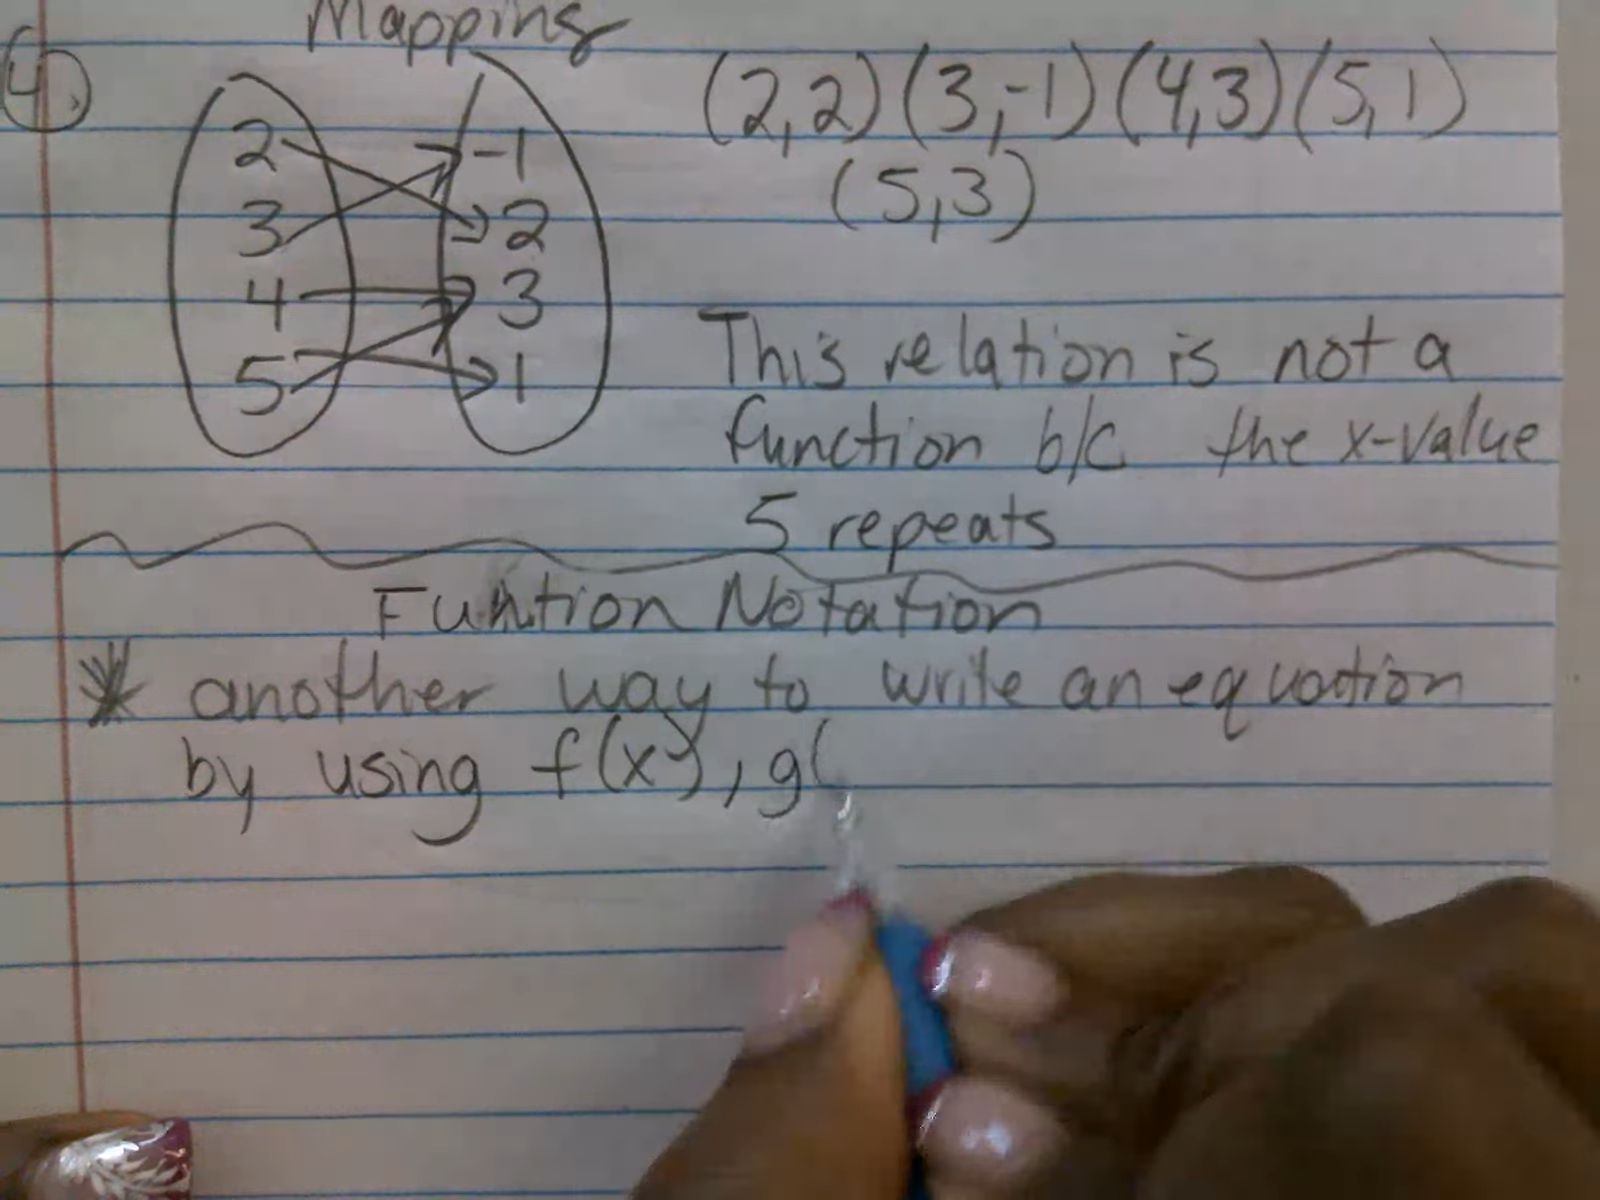 Mapping
4.
2 -1
3 2
4 3
5 1
(2,2) (3,-1) (4,3) (5,1)
(5,3)
This relation is not a
function b/c the x-value
5 repeats
Funtion Notation
* another way to write an equation
by using f(x), g(